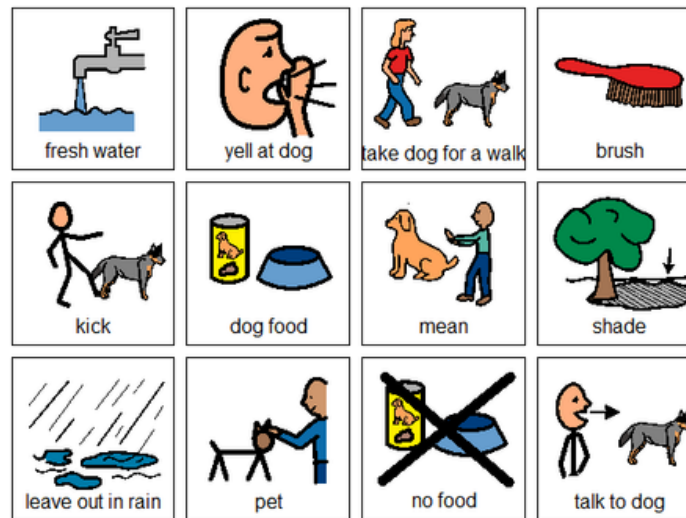 fresh water
yell at dog
take dog for a walk
brush
kick
dog food
mean
shade
leave out in rain
pet
no food
talk to dog